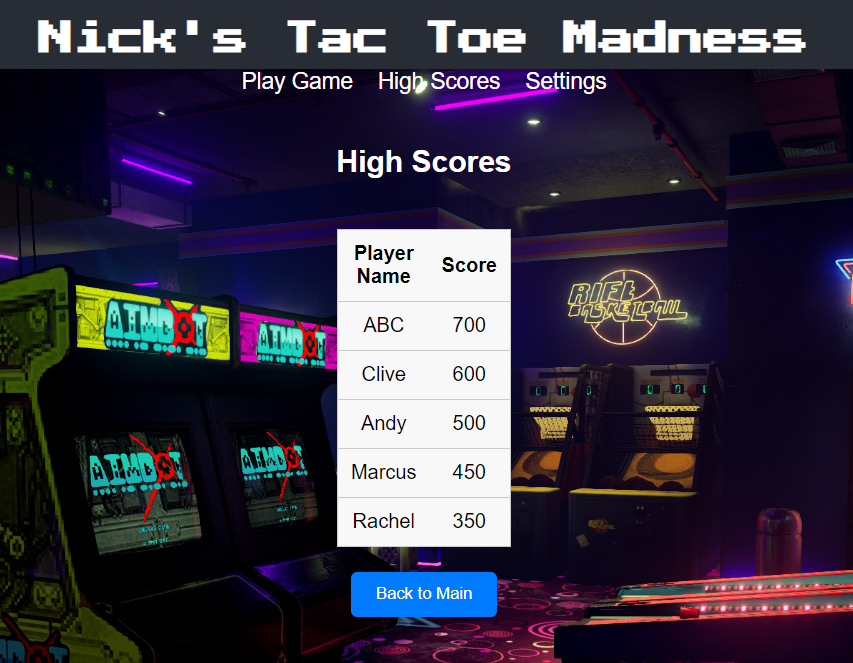 Nick's Tac Toe Madness
Play Game High Scores Settings
High Scores
Player Name Score
ABC 700
Clive 600
Andy 500
Marcus 450
Rachel 350
Back to Main
AIMBOT
AIMBOT
RIFT
BASKETBALL
AIMBOT
AIMBOT